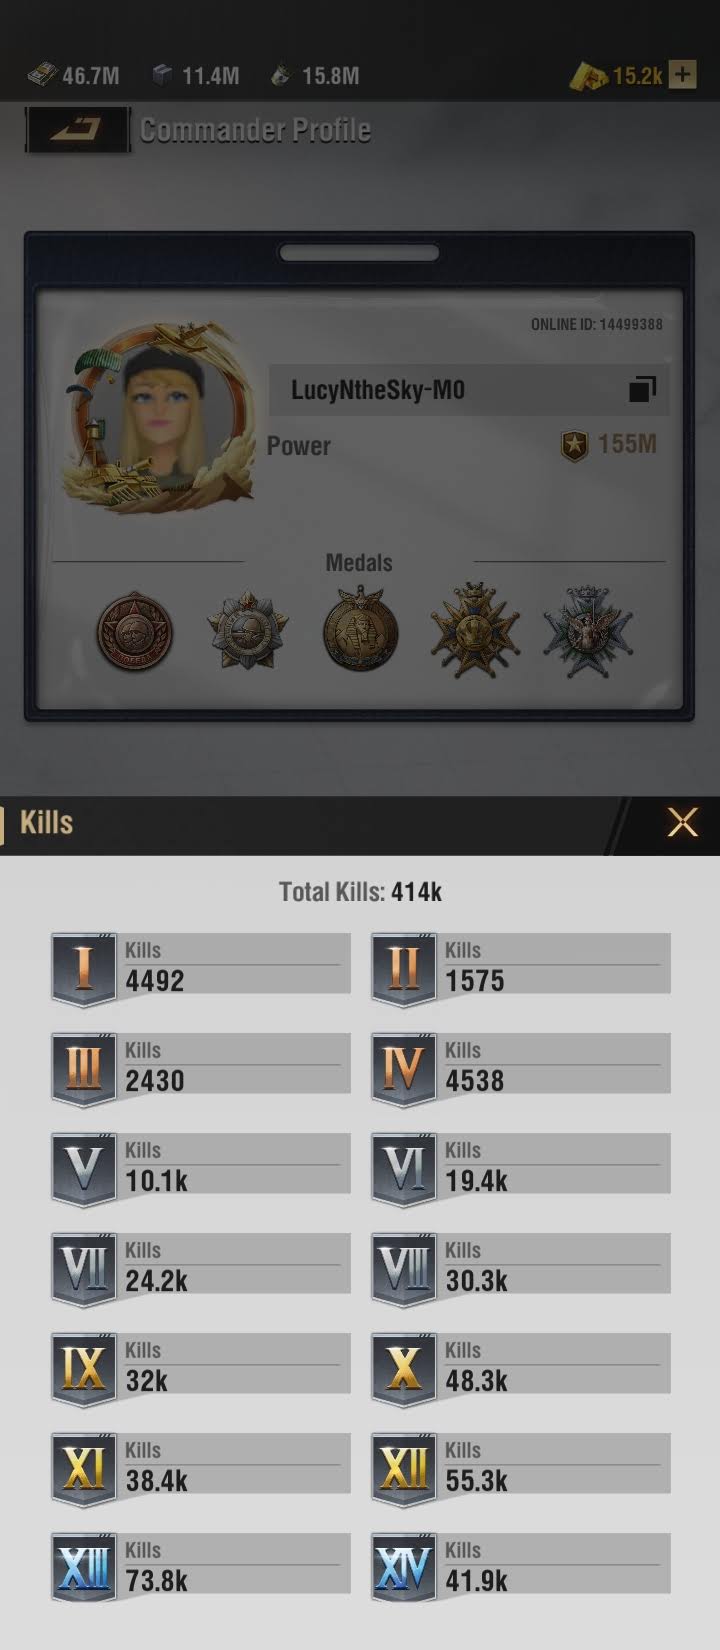 46.7M 11.4M 15.8M 15.2k +
Commander Profile
ONLINE ID: 14499388
LucyNtheSky-M0
Power 155M
Medals
Kills
Total Kills: 414k
I Kills 4492
II Kills 1575
III Kills 2430
IV Kills 4538
V Kills 10.1k
VI Kills 19.4k
VII Kills 24.2k
VIII Kills 30.3k
IX Kills 32k
X Kills 48.3k
XI Kills 38.4k
XII Kills 55.3k
XIII Kills 73.8k
XIV Kills 41.9k